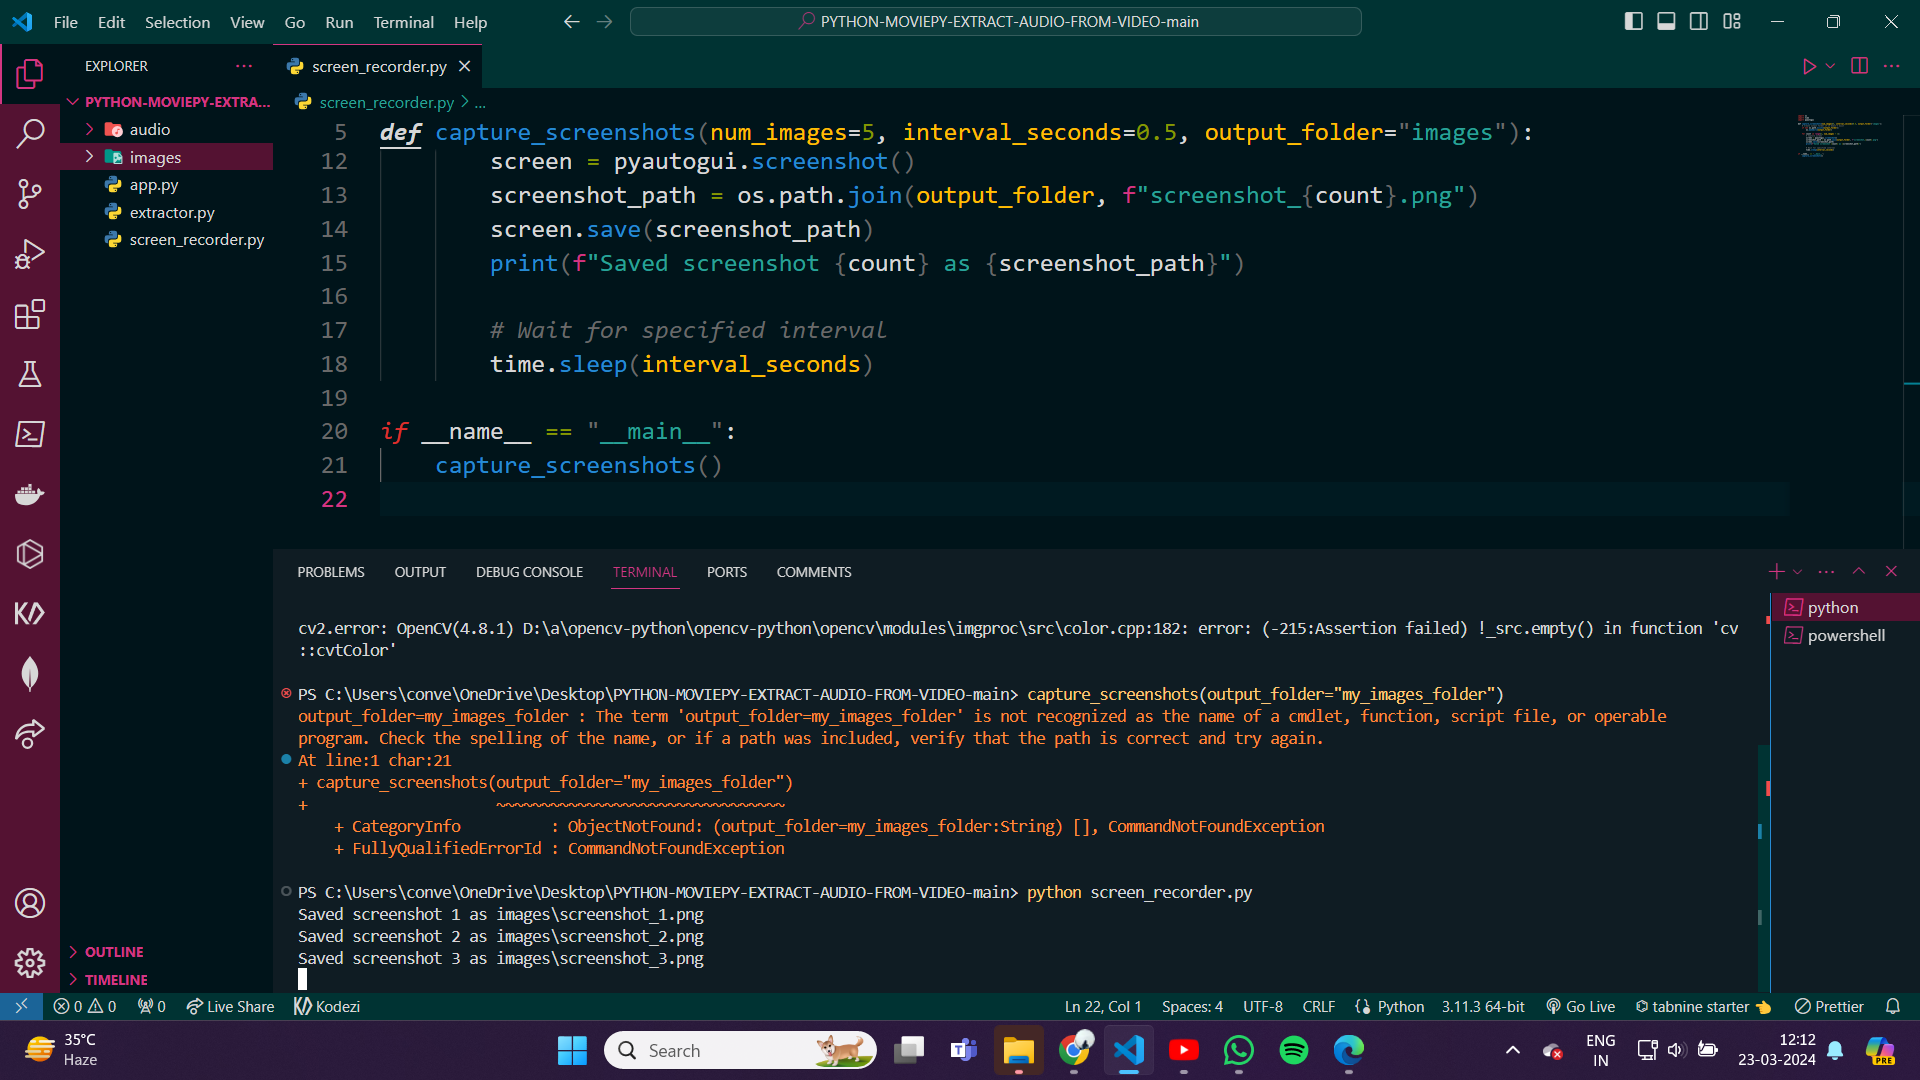 File Edit Selection View Go Run Terminal Help
PYTHON-MOVIEPY-EXTRACT-AUDIO-FROM-VIDEO-main
EXPLORER
PYTHON-MOVIEPY-EXTRA...
audio
images
app.py
extractor.py
screen_recorder.py
OUTLINE
TIMELINE
screen_recorder.py
screen_recorder.py > ...
5 def capture_screenshots(num_images=5, interval_seconds=0.5, output_folder="images"):
12 screen = pyautogui.screenshot()
13 screenshot_path = os.path.join(output_folder, f"screenshot_{count}.png")
14 screen.save(screenshot_path)
15 print(f"Saved screenshot {count} as {screenshot_path}")
16
17 # Wait for specified interval
18 time.sleep(interval_seconds)
19
20 if __name__ == "__main__":
21 capture_screenshots()
22
PROBLEMS OUTPUT DEBUG CONSOLE TERMINAL PORTS COMMENTS
python
powershell
cv2.error: OpenCV(4.8.1) D:\a\opencv-python\opencv-python\opencv\modules\imgproc\src\color.cpp:182: error: (-215:Assertion failed) !_src.empty() in function 'cv
::cvtColor'
PS C:\Users\conve\OneDrive\Desktop\PYTHON-MOVIEPY-EXTRACT-AUDIO-FROM-VIDEO-main> capture_screenshots(output_folder="my_images_folder")
output_folder=my_images_folder : The term 'output_folder=my_images_folder' is not recognized as the name of a cmdlet, function, script file, or operable
program. Check the spelling of the name, or if a path was included, verify that the path is correct and try again.
At line:1 char:21
+ capture_screenshots(output_folder="my_images_folder")
+                     ~~~~~~~~~~~~~~~~~~~~~~~~~~~~~~~~
+ CategoryInfo          : ObjectNotFound: (output_folder=my_images_folder:String) [], CommandNotFoundException
+ FullyQualifiedErrorId : CommandNotFoundException
PS C:\Users\conve\OneDrive\Desktop\PYTHON-MOVIEPY-EXTRACT-AUDIO-FROM-VIDEO-main> python screen_recorder.py
Saved screenshot 1 as images\screenshot_1.png
Saved screenshot 2 as images\screenshot_2.png
Saved screenshot 3 as images\screenshot_3.png
0 0 0 Live Share Kodezi Ln 22, Col 1 Spaces: 4 UTF-8 CRLF Python 3.11.3 64-bit Go Live tabnine starter Prettier
35°C
Haze
Search
ENG
IN
12:12
23-03-2024
PRE